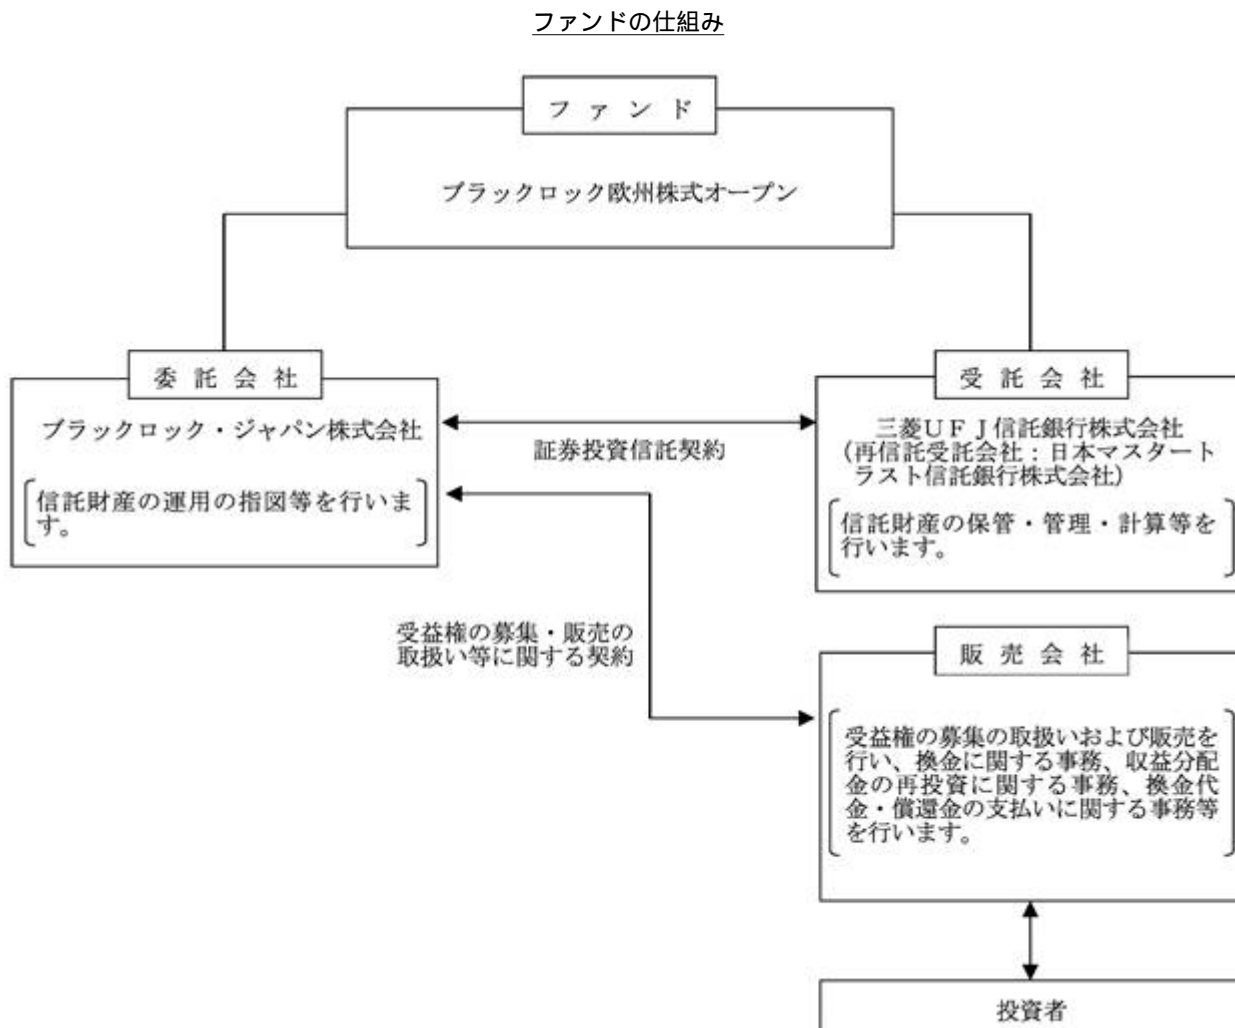 ファンドの仕組み
ファンド
ブラックロック欧州株式オープン
委託会社
ブラックロック・ジャパン株式会社
信託財産の運用の指図等を行いま
す。
証券投資信託契約
受託会社
三菱UFJ信託銀行株式会社
(再信託受託会社:日本マスタート
ラスト信託銀行株式会社)
信託財産の保管・管理・計算等を
行います。
受益権の募集・販売の
取扱い等に関する契約
販売会社
受益権の募集の取扱いおよび販売を
行い、換金に関する事務、収益分配
金の再投資に関する事務、換金代
金・償還金の支払いに関する事務等
を行います。
投資者